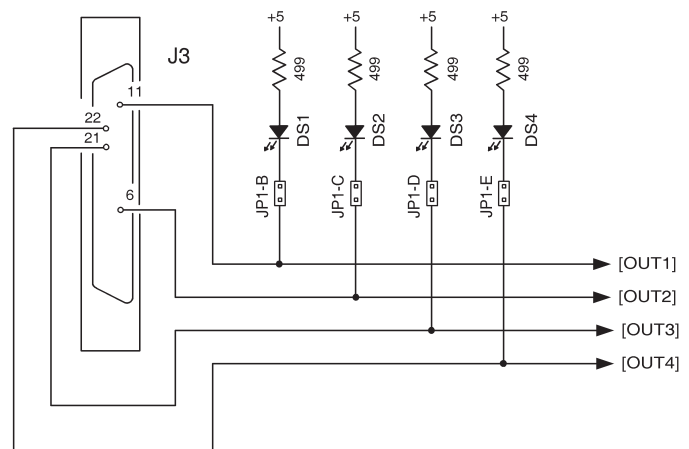 +5 +5 +5 +5
J3
499 499 499 499
11
22
21
DS1 DS2 DS3 DS4
6
JP1-B JP1-C JP1-D JP1-E
[OUT1]
[OUT2]
[OUT3]
[OUT4]